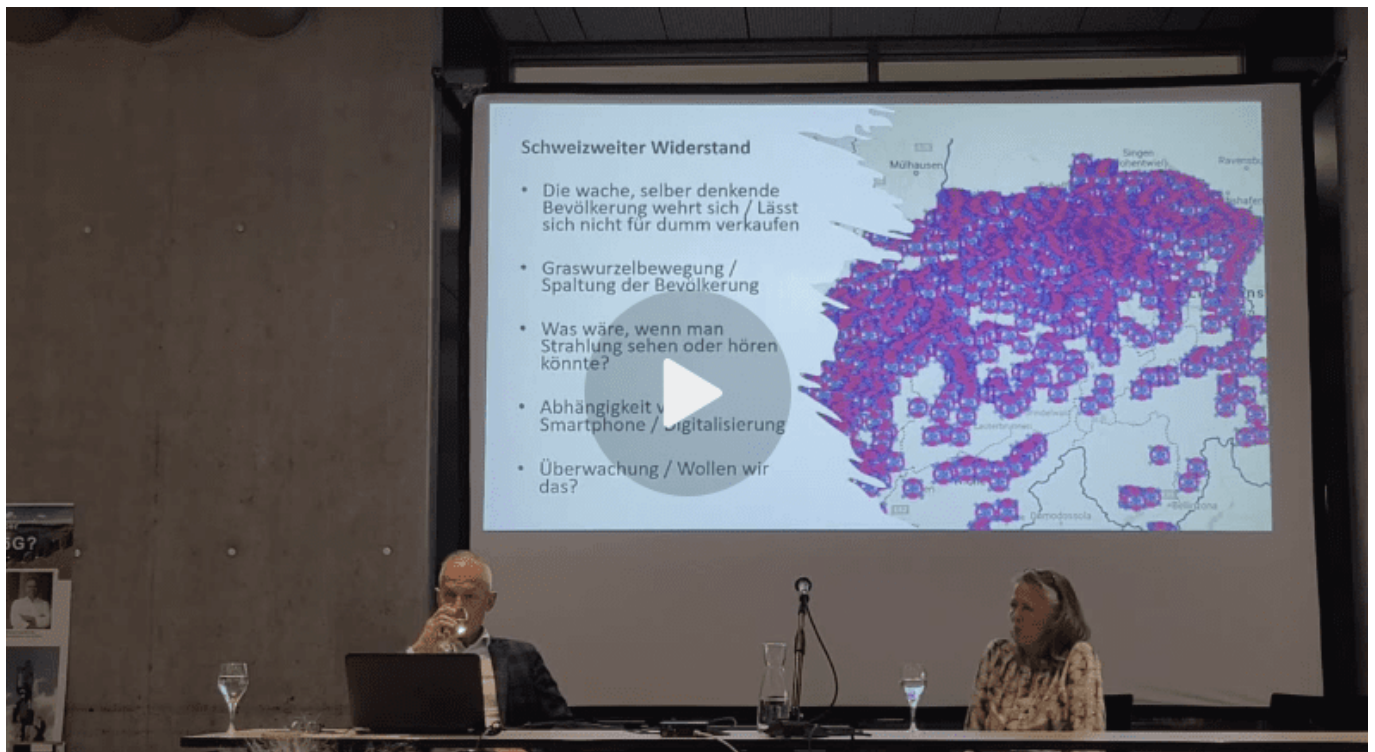 Schweizweiter Widerstand
• Die wache, selber denkende
Bevölkerung wehrt sich / Lässt
sich nicht für dumm verkaufen
• Graswurzelbewegung /
Spaltung der Bevölkerung
• Was wäre, wenn man
Strahlung sehen oder hören
könnte?
• Abhängigkeit
Smartphone / Digitalisierung
• Überwachung / Wollen wir
das?
Mülhausen
Singen
Ravensbu
Domodossola
Bellinzona
5G?